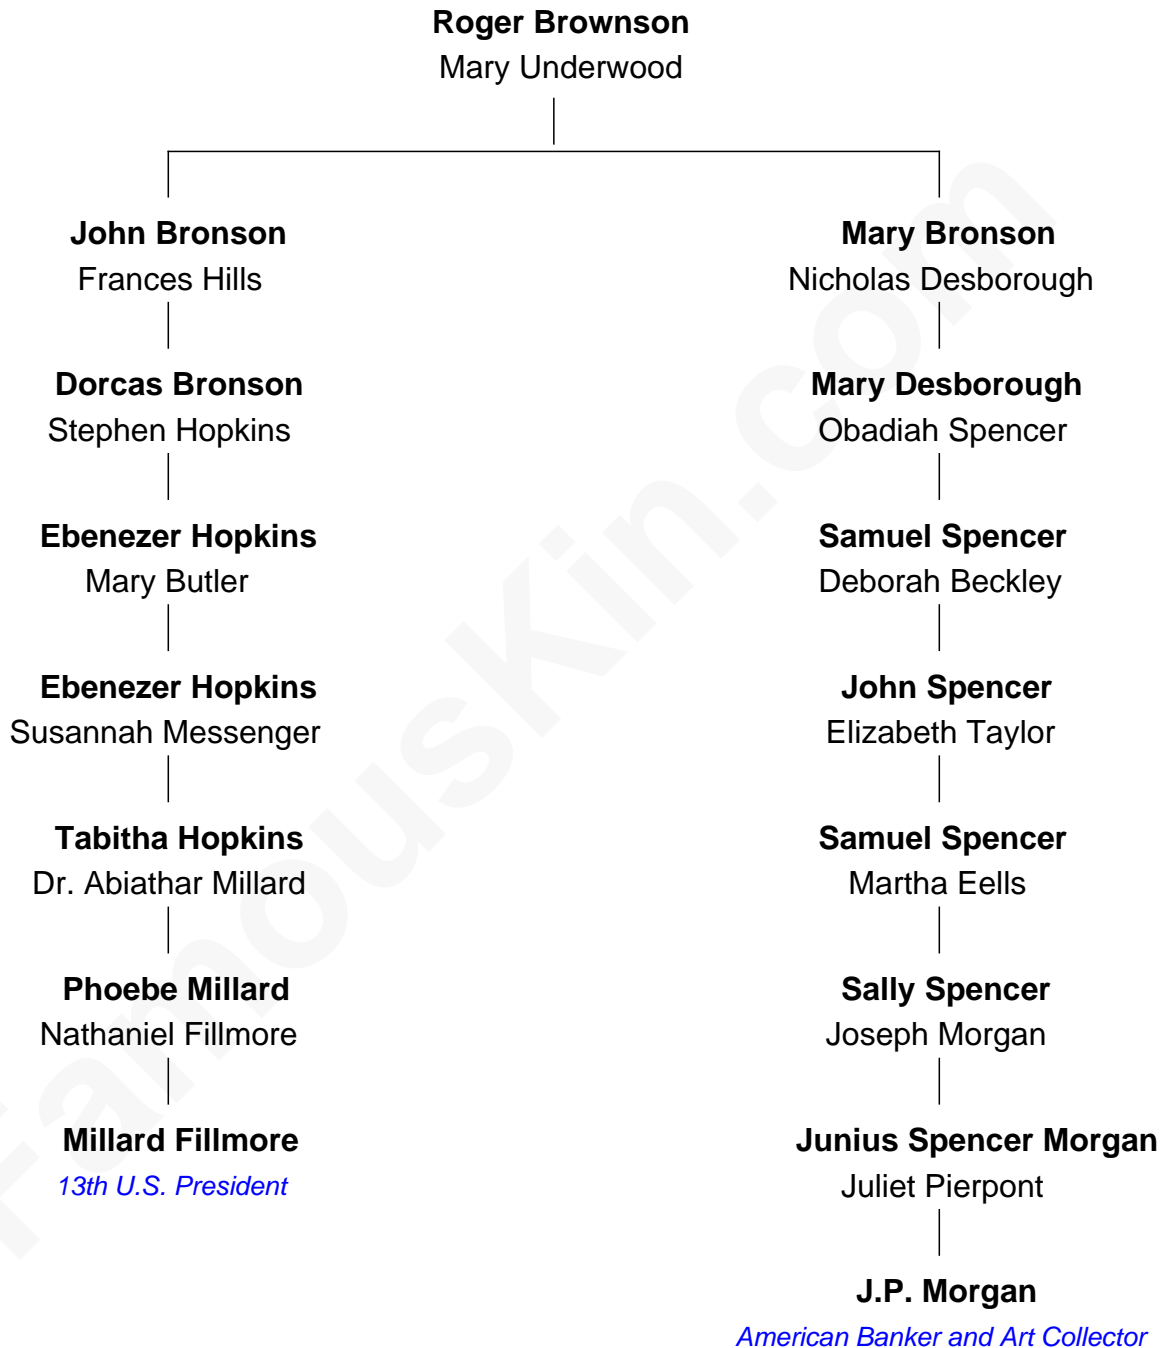 Roger Brownson
Mary Underwood
John Bronson
Frances Hills
Dorcas Bronson
Stephen Hopkins
Ebenezer Hopkins
Mary Butler
Ebenezer Hopkins
Susannah Messenger
Tabitha Hopkins
Dr. Abiathar Millard
Phoebe Millard
Nathaniel Fillmore
Millard Fillmore
13th U.S. President
Mary Bronson
Nicholas Desborough
Mary Desborough
Obadiah Spencer
Samuel Spencer
Deborah Beckley
John Spencer
Elizabeth Taylor
Samuel Spencer
Martha Eells
Sally Spencer
Joseph Morgan
Junius Spencer Morgan
Juliet Pierpont
J.P. Morgan
American Banker and Art Collector
FamousKin.com